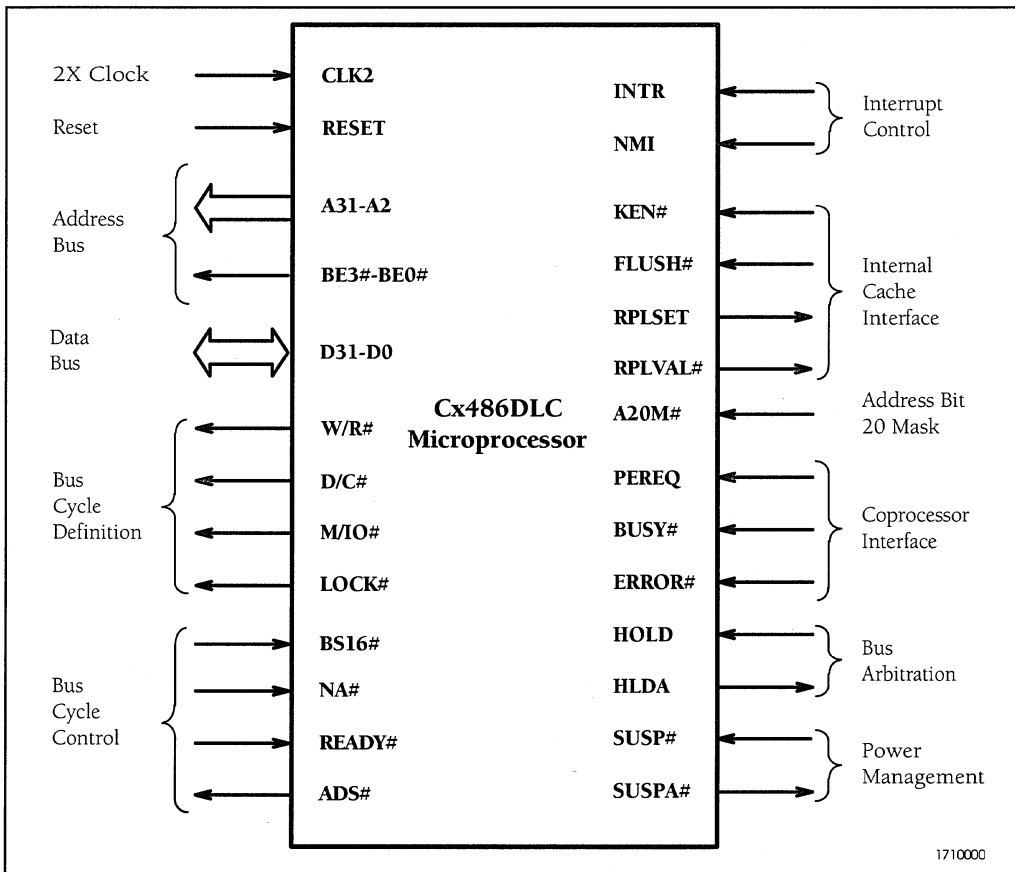 2X Clock
Reset
Address
Bus
Data
Bus
Bus
Cycle
Definition
Bus
Cycle
Control
CLK2
RESET
A31-A2
BE3#-BE0#
D31-D0
W/R#
D/C#
M/IO#
LOCK#
BS16#
NA#
READY#
ADS#
Cx486DLC
Microprocessor
INTR
NMI
KEN#
FLUSH#
RPLSET
RPLVAL#
A20M#
PEREQ
BUSY#
ERROR#
HOLD
HLDA
SUSP#
SUSPA#
Interrupt
Control
Internal
Cache
Interface
Address Bit
20 Mask
Coprocessor
Interface
Bus
Arbitration
Power
Management
1710000